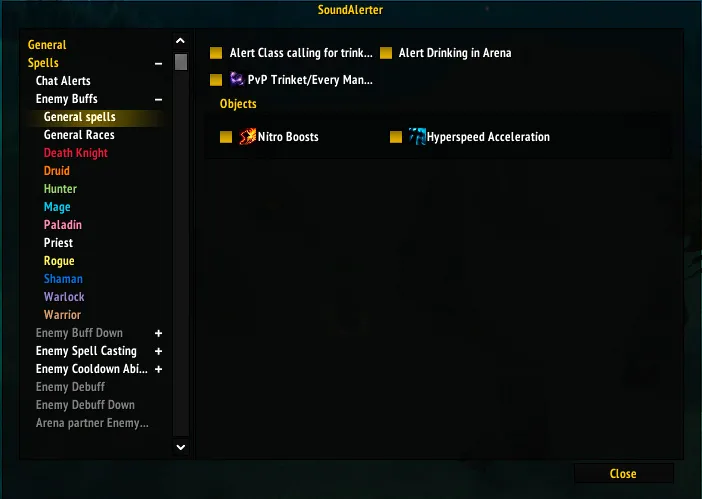 SoundAlerter
General
Spells
Chat Alerts
Enemy Buffs
General spells
General Races
Death Knight
Druid
Hunter
Mage
Paladin
Priest
Rogue
Shaman
Warlock
Warrior
Enemy Buff Down
Enemy Spell Casting
Enemy Cooldown Abi...
Enemy Debuff
Enemy Debuff Down
Arena partner Enemy...
Alert Class calling for trink... Alert Drinking in Arena
PvP Trinket/Every Man...
Objects
Nitro Boosts Hyperspeed Acceleration
Close